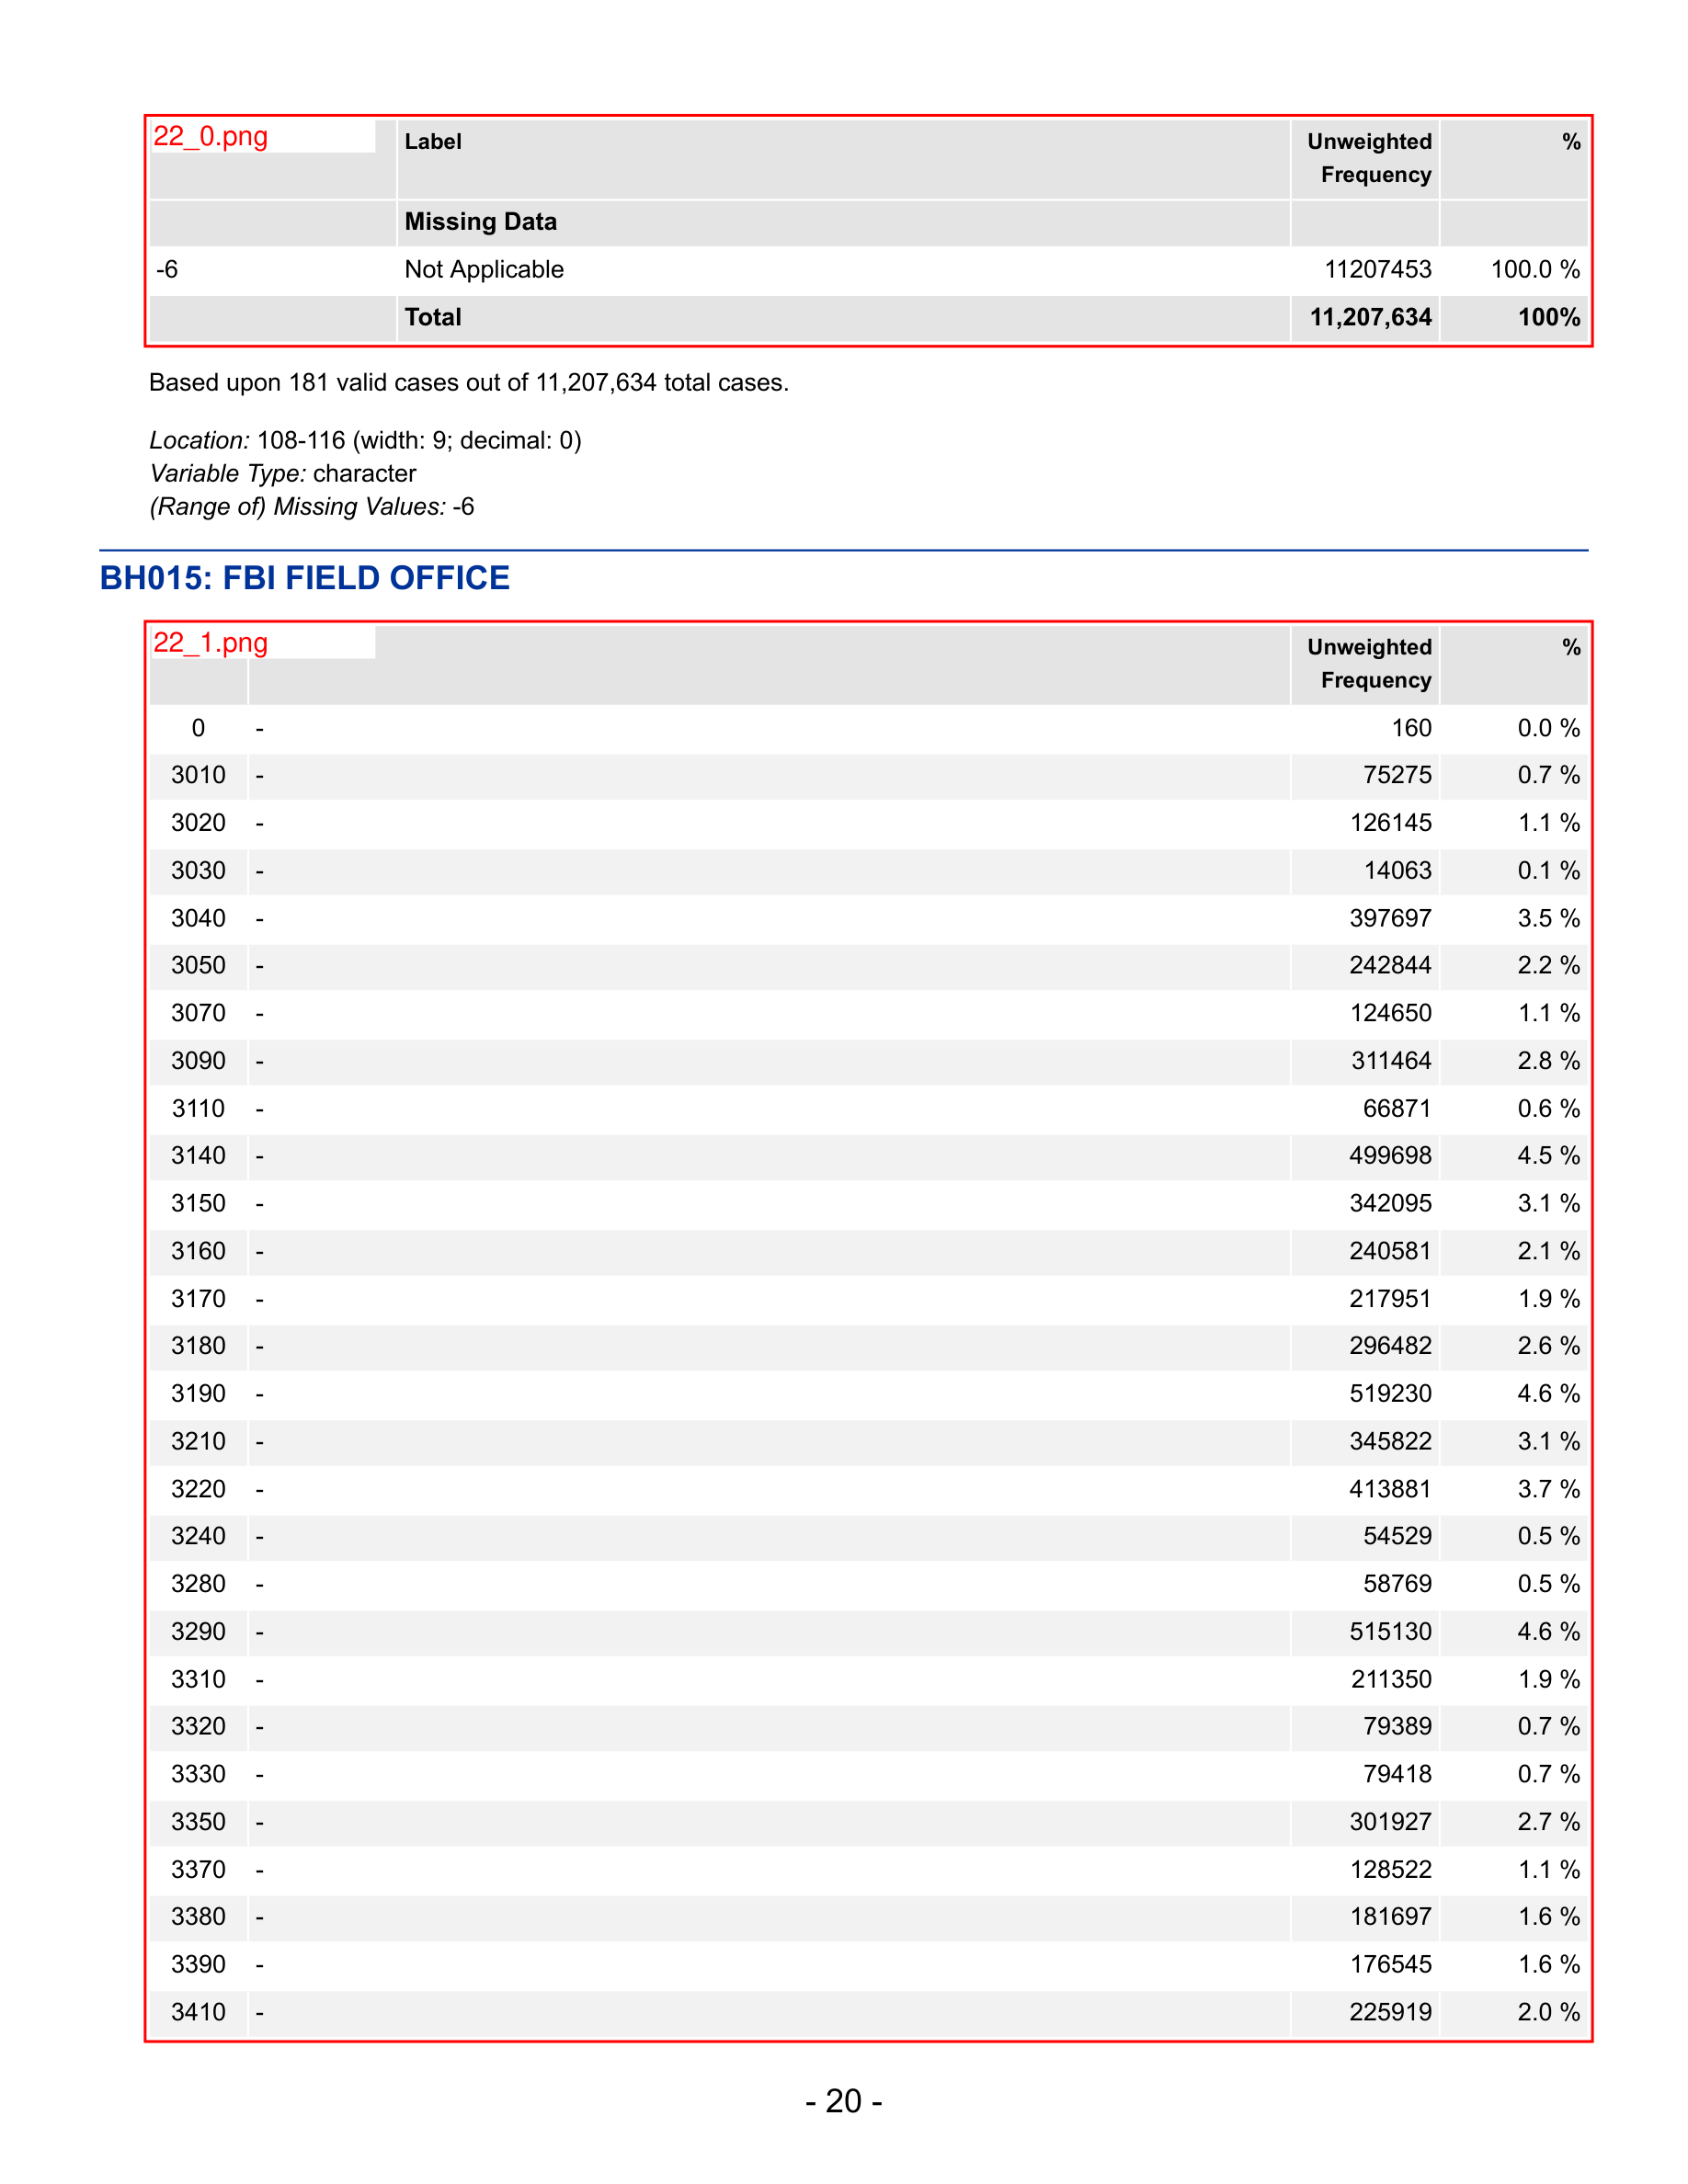 22_0.png Label Unweighted Frequency %
Missing Data
-6 Not Applicable 11207453 100.0 %
Total 11,207,634 100%
Based upon 181 valid cases out of 11,207,634 total cases.
Location: 108-116 (width: 9; decimal: 0)
Variable Type: character
(Range of) Missing Values: -6
BH015: FBI FIELD OFFICE
22_1.png Unweighted Frequency %
0 - 160 0.0 %
3010 - 75275 0.7 %
3020 - 126145 1.1 %
3030 - 14063 0.1 %
3040 - 397697 3.5 %
3050 - 242844 2.2 %
3070 - 124650 1.1 %
3090 - 311464 2.8 %
3110 - 66871 0.6 %
3140 - 499698 4.5 %
3150 - 342095 3.1 %
3160 - 240581 2.1 %
3170 - 217951 1.9 %
3180 - 296482 2.6 %
3190 - 519230 4.6 %
3210 - 345822 3.1 %
3220 - 413881 3.7 %
3240 - 54529 0.5 %
3280 - 58769 0.5 %
3290 - 515130 4.6 %
3310 - 211350 1.9 %
3320 - 79389 0.7 %
3330 - 79418 0.7 %
3350 - 301927 2.7 %
3370 - 128522 1.1 %
3380 - 181697 1.6 %
3390 - 176545 1.6 %
3410 - 225919 2.0 %
- 20 -